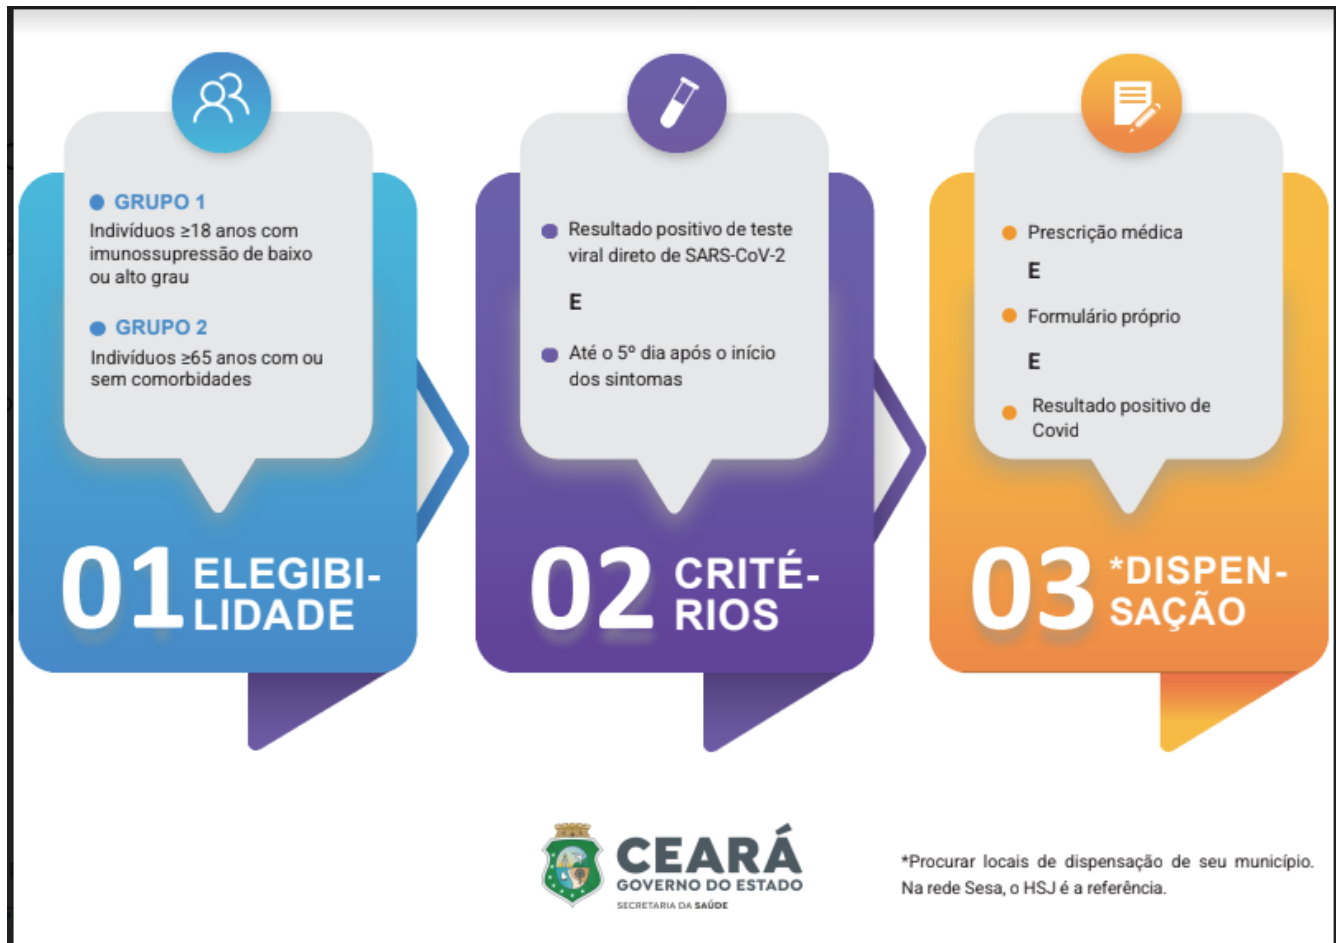 GRUPO 1
Indivíduos ≥18 anos com
imunossupressão de baixo
ou alto grau
GRUPO 2
Indivíduos ≥65 anos com ou
sem comorbidades
01 ELEGIBI-
LIDADE
Resultado positivo de teste
viral direto de SARS-CoV-2
E
Até o 5º dia após o início
dos sintomas
02 CRITÉ-
RIOS
Prescrição médica
E
Formulário próprio
E
Resultado positivo de
Covid
03 *DISPEN-
SAÇÃO
CEARÁ
GOVERNO DO ESTADO
SECRETARIA DA SAÚDE
*Procurar locais de dispensação de seu município.
Na rede Sesa, o HSJ é a referência.